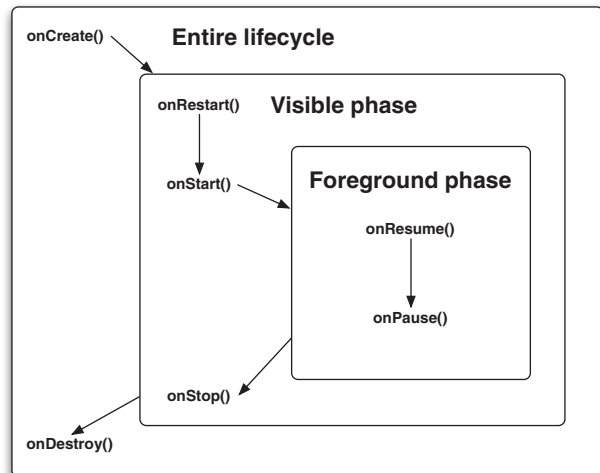 onCreate()
Entire lifecycle
onRestart()
Visible phase
onStart()
Foreground phase
onResume()
onPause()
onStop()
onDestroy()